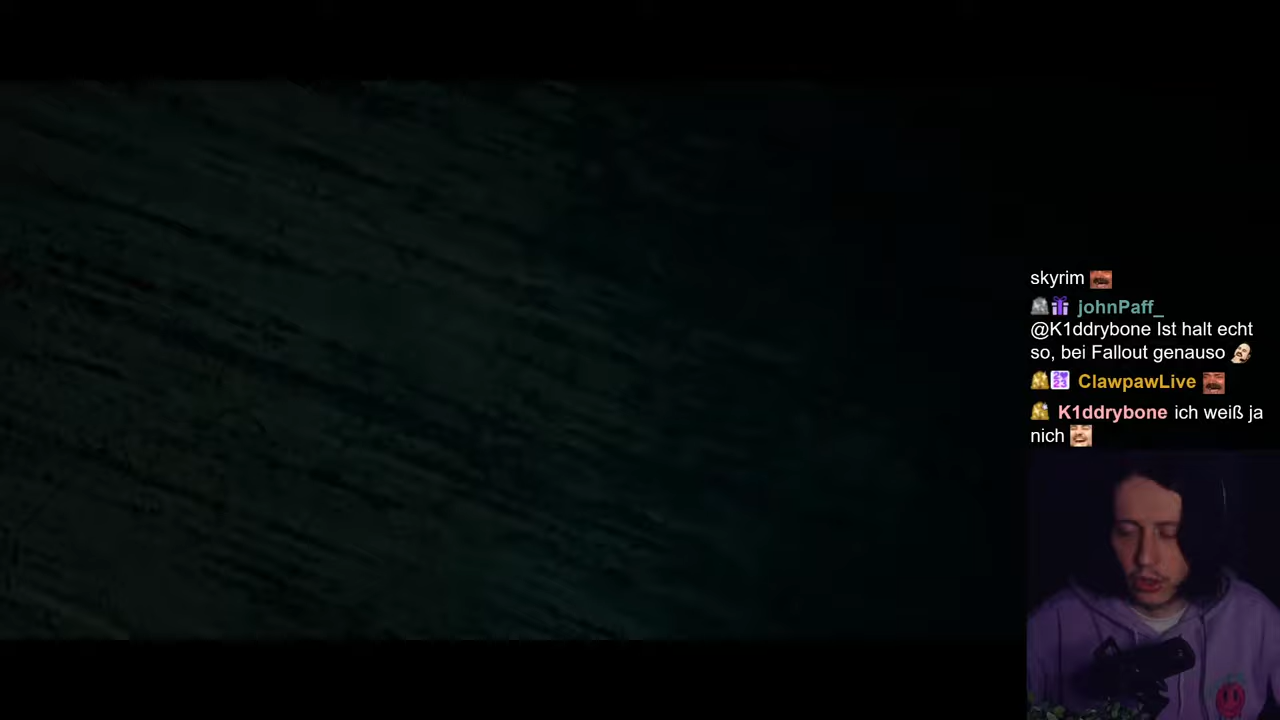 skyrim
johnPaff_
@K1ddrybone Ist halt echt
so, bei Fallout genauso
ClawpawLive
K1ddrybone ich weiß ja
nich